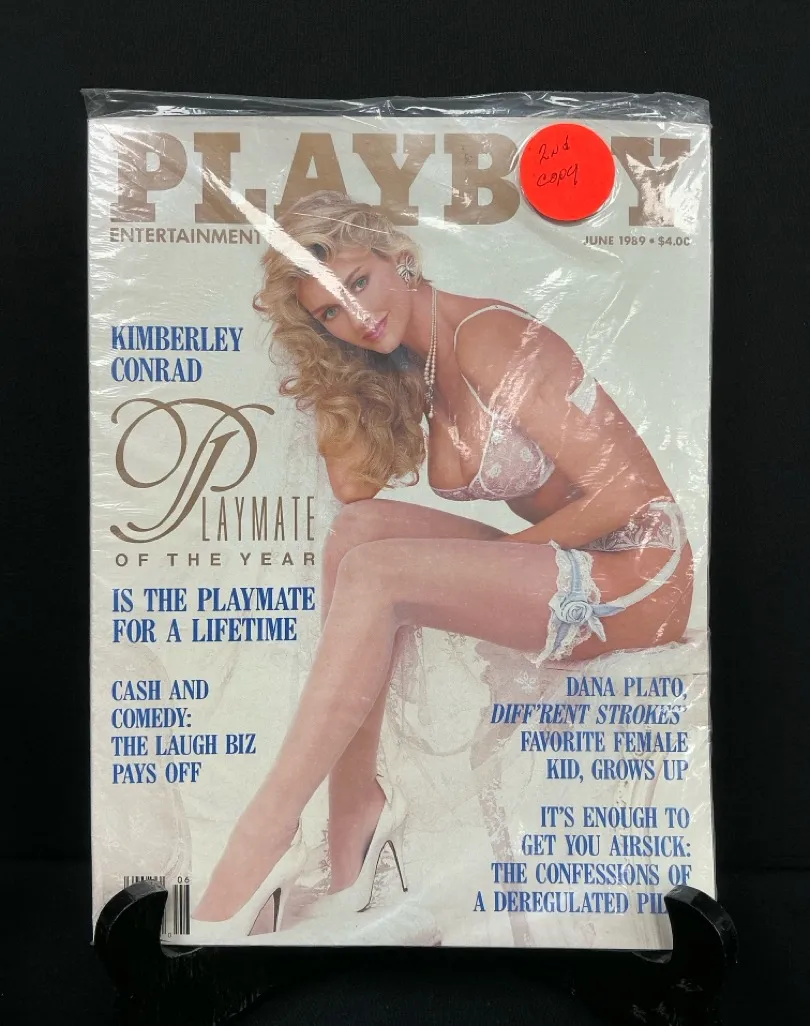 PLAYBOY
2nd
copy
ENTERTAINMENT
JUNE 1989 • $4.00
KIMBERLEY
CONRAD
PLAYMATE
OF THE YEAR
IS THE PLAYMATE
FOR A LIFETIME
CASH AND
COMEDY:
THE LAUGH BIZ
PAYS OFF
DANA PLATO,
DIFF'RENT STROKES'
FAVORITE FEMALE
KID, GROWS UP
IT'S ENOUGH TO
GET YOU AIRSICK:
THE CONFESSIONS OF
A DEREGULATED
06